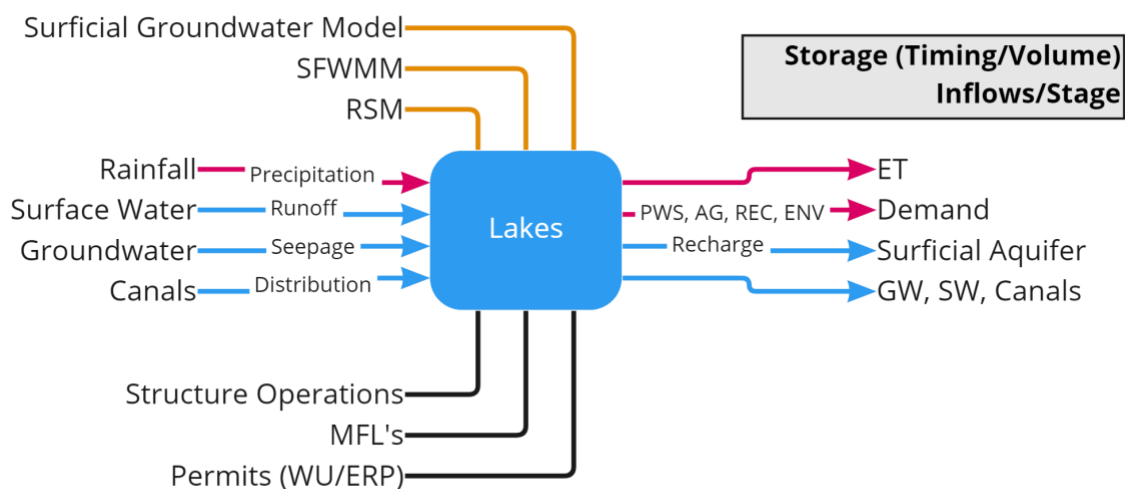 Surficial Groundwater Model
SFWMM
RSM
Storage (Timing/Volume)
Inflows/Stage
Rainfall
Precipitation
Surface Water
Runoff
Groundwater
Seepage
Canals
Distribution
Lakes
ET
PWS, AG, REC, ENV
Demand
Recharge
Surficial Aquifer
GW, SW, Canals
Structure Operations
MFL's
Permits (WU/ERP)